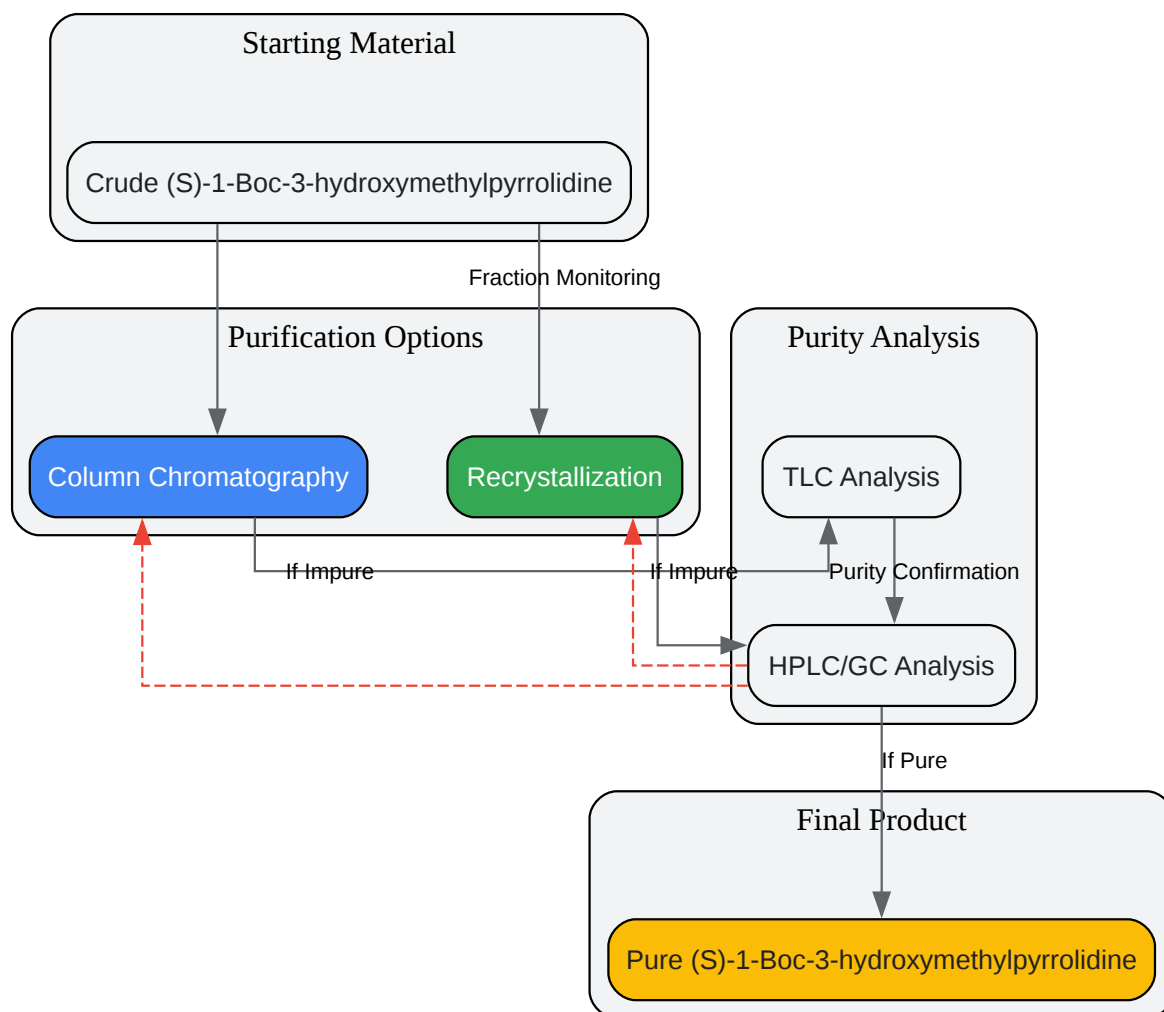 Starting Material
Crude (S)-1-Boc-3-hydroxymethylpyrrolidine
Fraction Monitoring
Purification Options
Purity Analysis
Column Chromatography
Recrystallization
TLC Analysis
If Impure
If Impure
Purity Confirmation
HPLC/GC Analysis
If Pure
Final Product
Pure (S)-1-Boc-3-hydroxymethylpyrrolidine